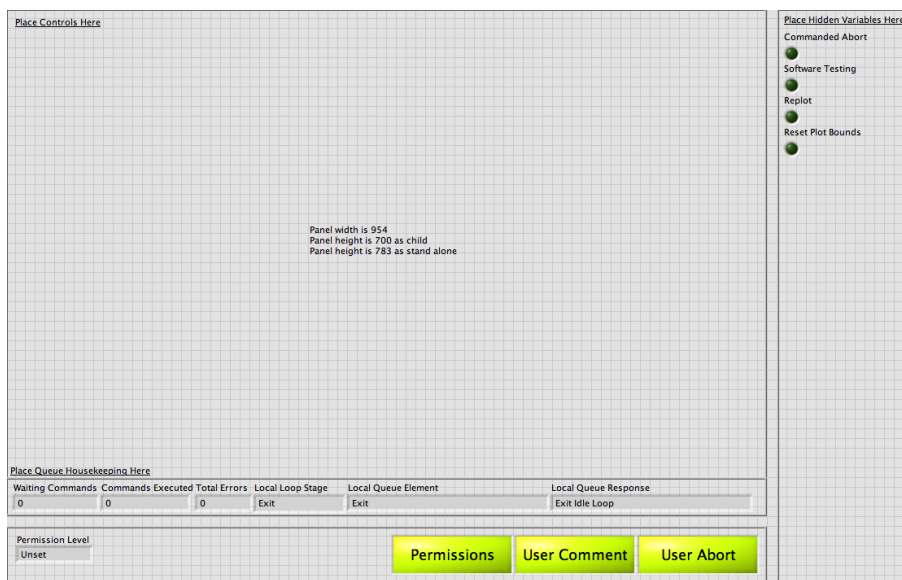 Place Controls Here
Place Hidden Variables Here
Commanded Abort
Software Testing
Replot
Reset Plot Bounds
Panel width is 954
Panel height is 700 as child
Panel height is 783 as stand alone
Place Queue Housekeeping Here
Waiting Commands Commands Executed Total Errors Local Loop Stage Local Queue Element Local Queue Response
0 0 0 Exit Exit Exit Idle Loop
Permission Level
Unset
Permissions User Comment User Abort